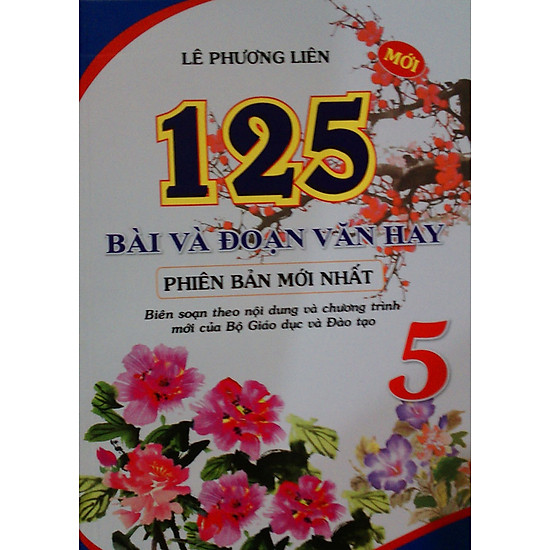 LÊ PHƯƠNG LIÊN
MỚI
125
BÀI VÀ ĐOẠN VĂN HAY
PHIÊN BẢN MỚI NHẤT
Biên soạn theo nội dung và chương trình
mới của Bộ Giáo dục và Đào tạo
5